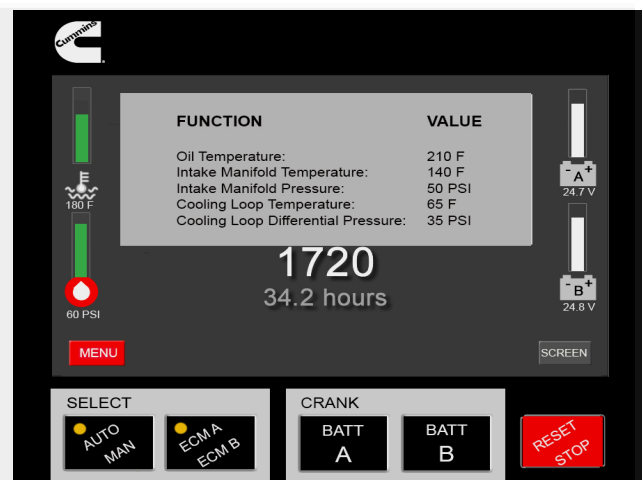 cummins
FUNCTION VALUE
Oil Temperature: 210 F
Intake Manifold Temperature: 140 F
Intake Manifold Pressure: 50 PSI
Cooling Loop Temperature: 65 F
Cooling Loop Differential Pressure: 35 PSI
180 F
- A +
24.7 V
1720
34.2 hours
60 PSI
- B +
24.8 V
MENU
SCREEN
SELECT
AUTO
MAN
ECM A
ECM B
CRANK
BATT
A
BATT
B
RESET
STOP